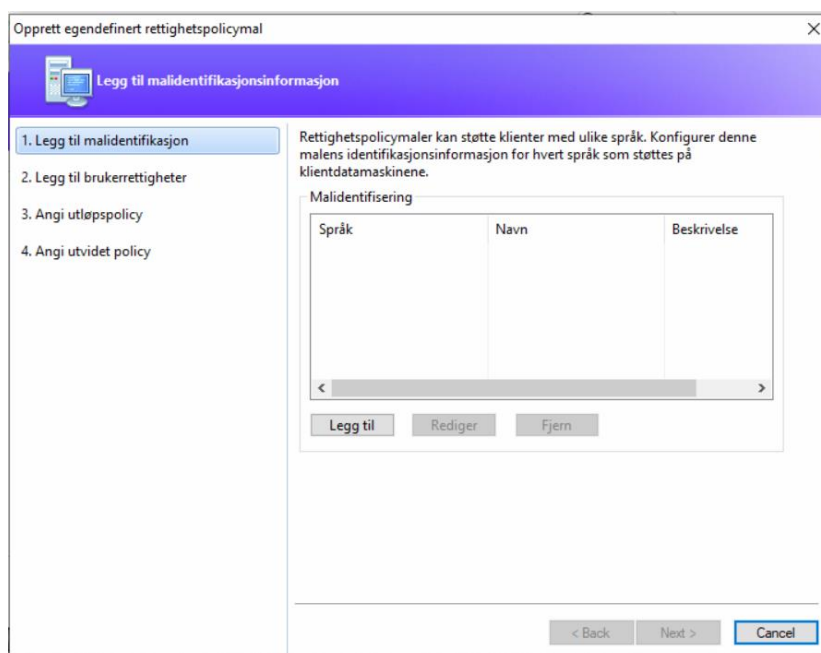 Opprett egendefinert rettighetspolicymal
Legg til malidentifikasjonsinformasjon
1. Legg til malidentifikasjon
2. Legg til brukerrettigheter
3. Angi utløpspolicy
4. Angi utvidet policy
Rettighetspolicymaler kan støtte klienter med ulike språk. Konfigurer denne
malens identifikasjonsinformasjon for hvert språk som støttes på
klientdatamaskinene.
Malidentifisering
Språk Navn Beskrivelse
Legg til Rediger Fjern
< Back Next > Cancel